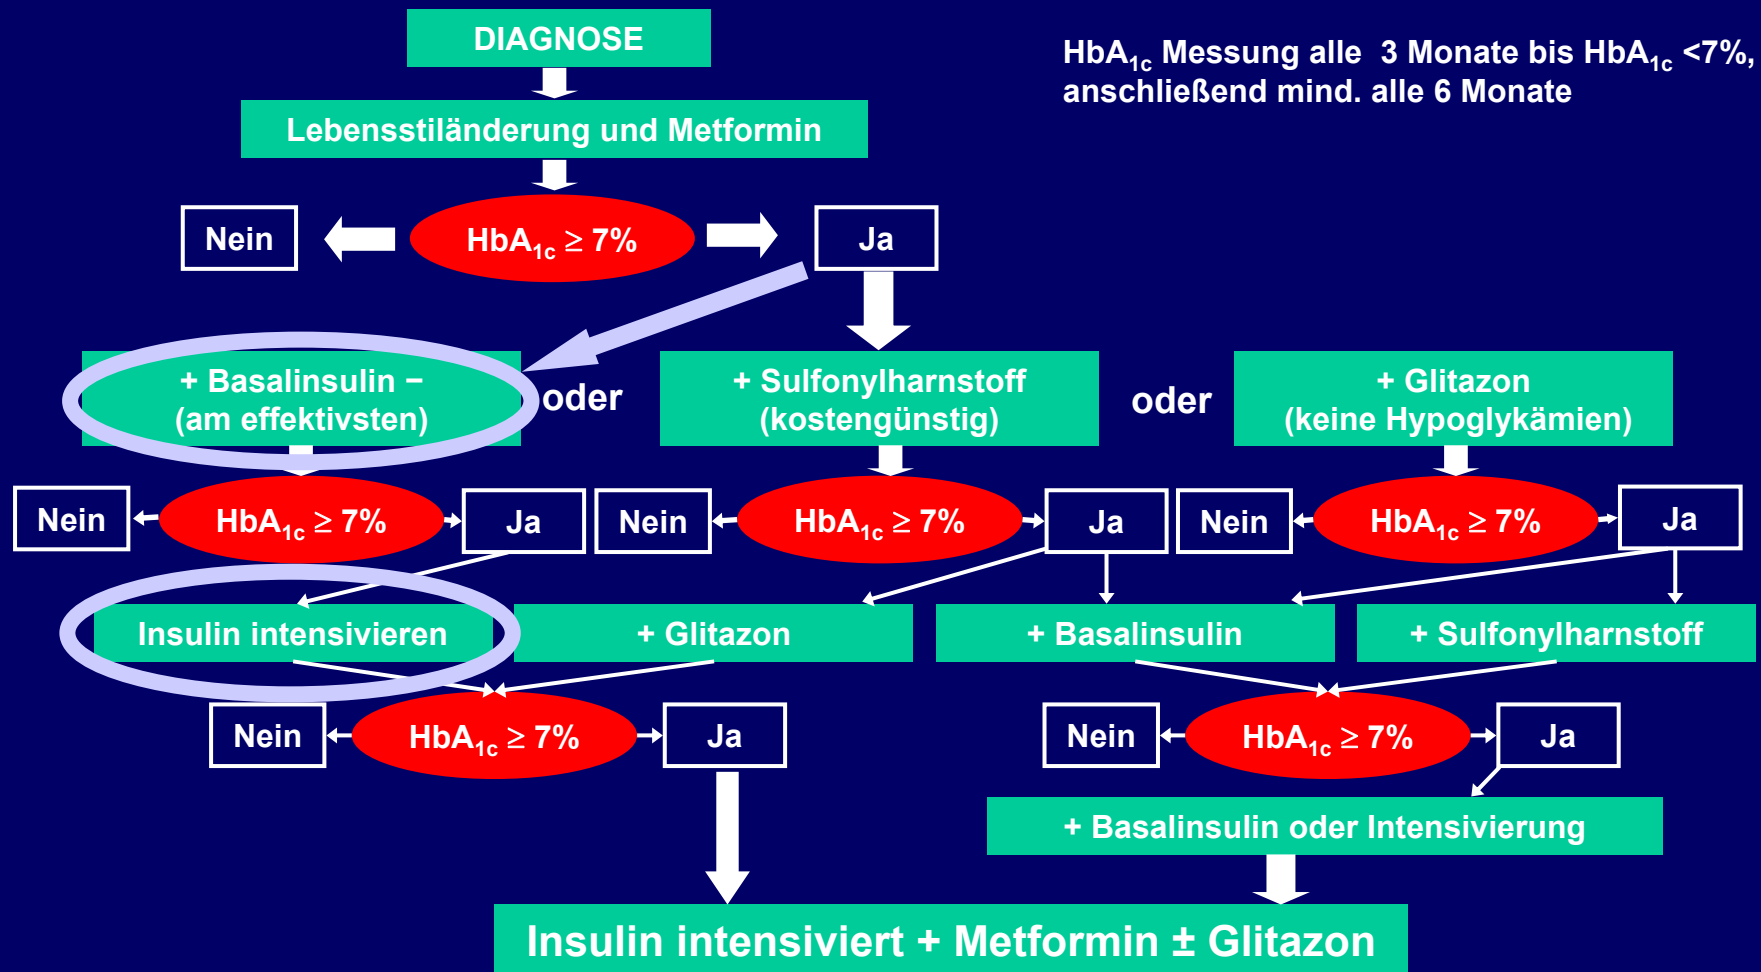 DIAGNOSE
HbA1c Messung alle 3 Monate bis HbA1c <7%,
anschließend mind. alle 6 Monate
Lebensstiländerung und Metformin
Nein
HbA1c ≥ 7%
Ja
+ Basalinsulin –
(am effektivsten)
oder
+ Sulfonylharnstoff
(kostengünstig)
oder
+ Glitazon
(keine Hypoglykämien)
Nein
HbA1c ≥ 7%
Ja
Nein
HbA1c ≥ 7%
Ja
Nein
HbA1c ≥ 7%
Ja
Insulin intensivieren
+ Glitazon
+ Basalinsulin
+ Sulfonylharnstoff
Nein
HbA1c ≥ 7%
Ja
Nein
HbA1c ≥ 7%
Ja
+ Basalinsulin oder Intensivierung
Insulin intensiviert + Metformin ± Glitazon